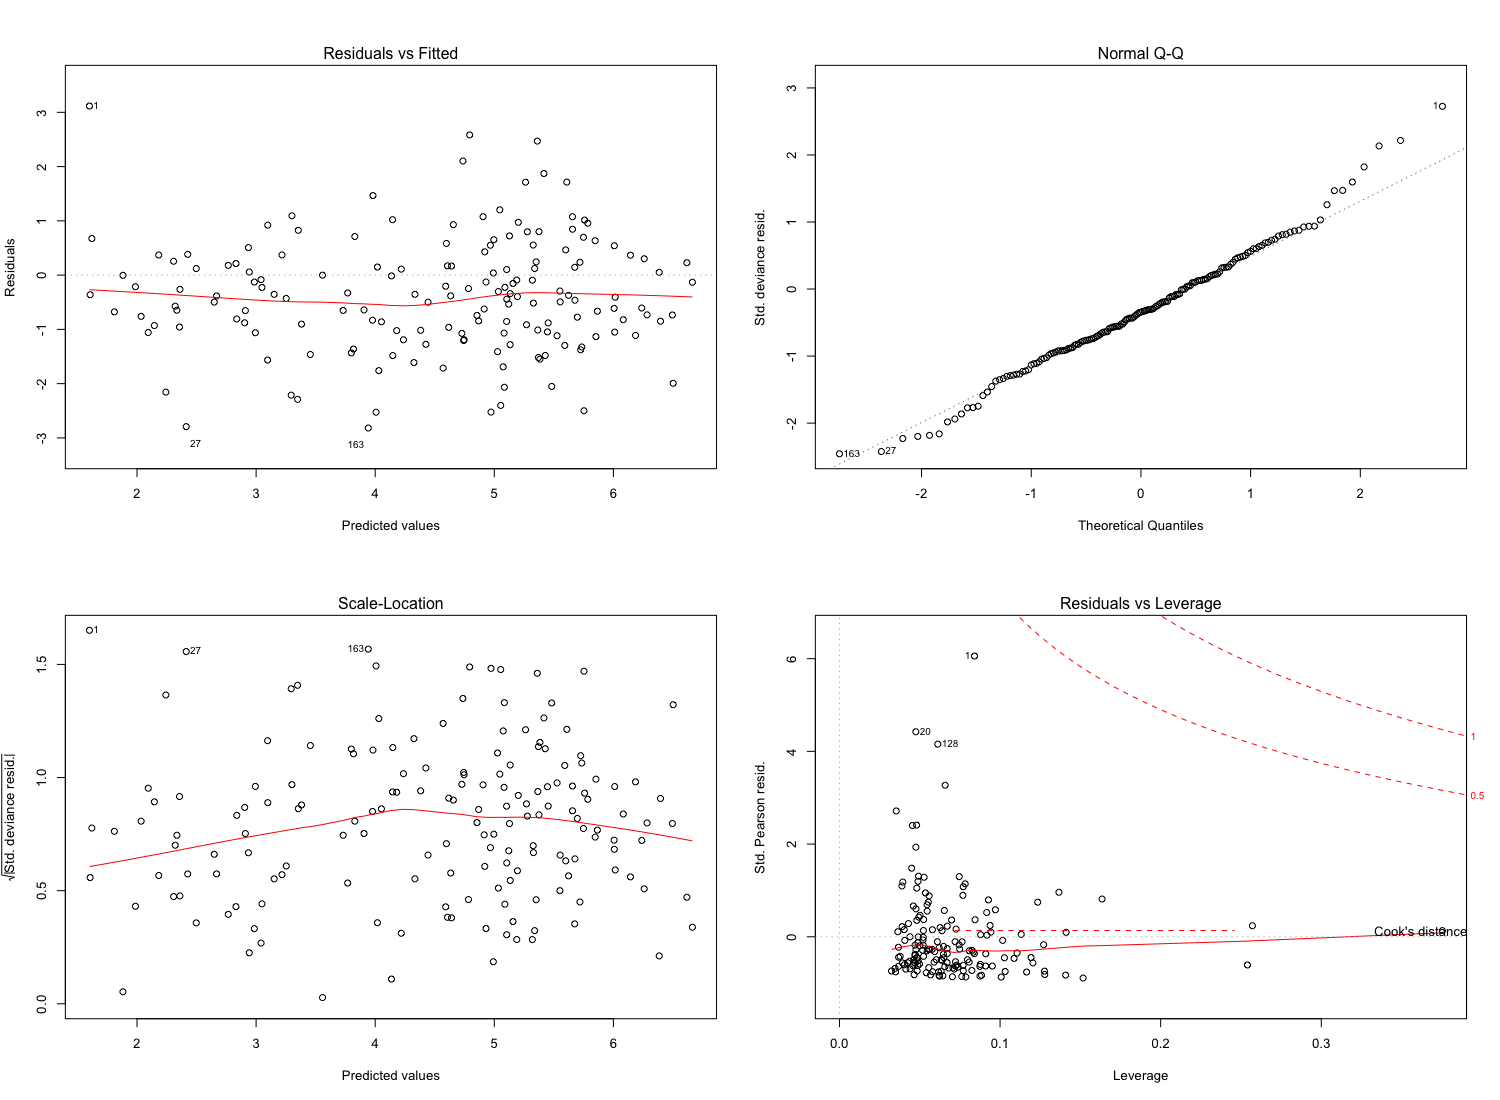 Residuals vs Fitted
Residuals
3
2
1
0
-1
-2
-3
1
27
163
2 3 4 5 6
Predicted values
Normal Q-Q
Std. deviance resid.
3
2
1
0
-1
-2
1
163
27
-2 -1 0 1 2
Theoretical Quantiles
Scale-Location
√|Std. deviance resid.|
1.5
1.0
0.5
0.0
1
27
163
2 3 4 5 6
Predicted values
Residuals vs Leverage
Std. Pearson resid.
6
4
2
0
1
20
128
1
0.5
Cook's distance
0.0 0.1 0.2 0.3
Leverage